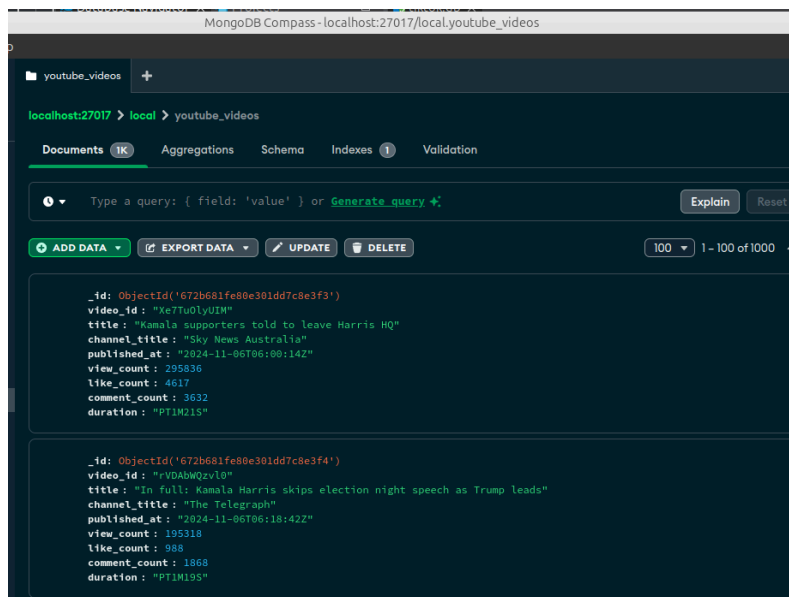 MongoDB Compass - localhost:27017/local.youtube_videos
youtube_videos
localhost:27017 > local > youtube_videos
Documents 1K Aggregations Schema Indexes 1 Validation
Type a query: { field: 'value' } or Generate query Explain Reset
ADD DATA EXPORT DATA UPDATE DELETE 100 1 – 100 of 1000
_id: ObjectId('672b681fe80e301dd7c8e3f3')
video_id : "Xe7TuOlyUIM"
title : "Kamala supporters told to leave Harris HQ"
channel_title : "Sky News Australia"
published_at : "2024-11-06T06:00:14Z"
view_count : 295836
like_count : 4617
comment_count : 3632
duration : "PT1M21S"
_id: ObjectId('672b681fe80e301dd7c8e3f4')
video_id : "rVDAbWQzvl0"
title : "In full: Kamala Harris skips election night speech as Trump leads"
channel_title : "The Telegraph"
published_at : "2024-11-06T06:18:42Z"
view_count : 195318
like_count : 988
comment_count : 1868
duration : "PT1M19S"